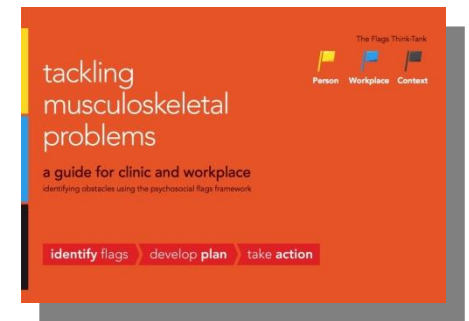 The Flags Think-Tank
Person Workplace Context
tackling
musculoskeletal
problems
a guide for clinic and workplace
identifying obstacles using the psychosocial flags framework
identify flags develop plan take action